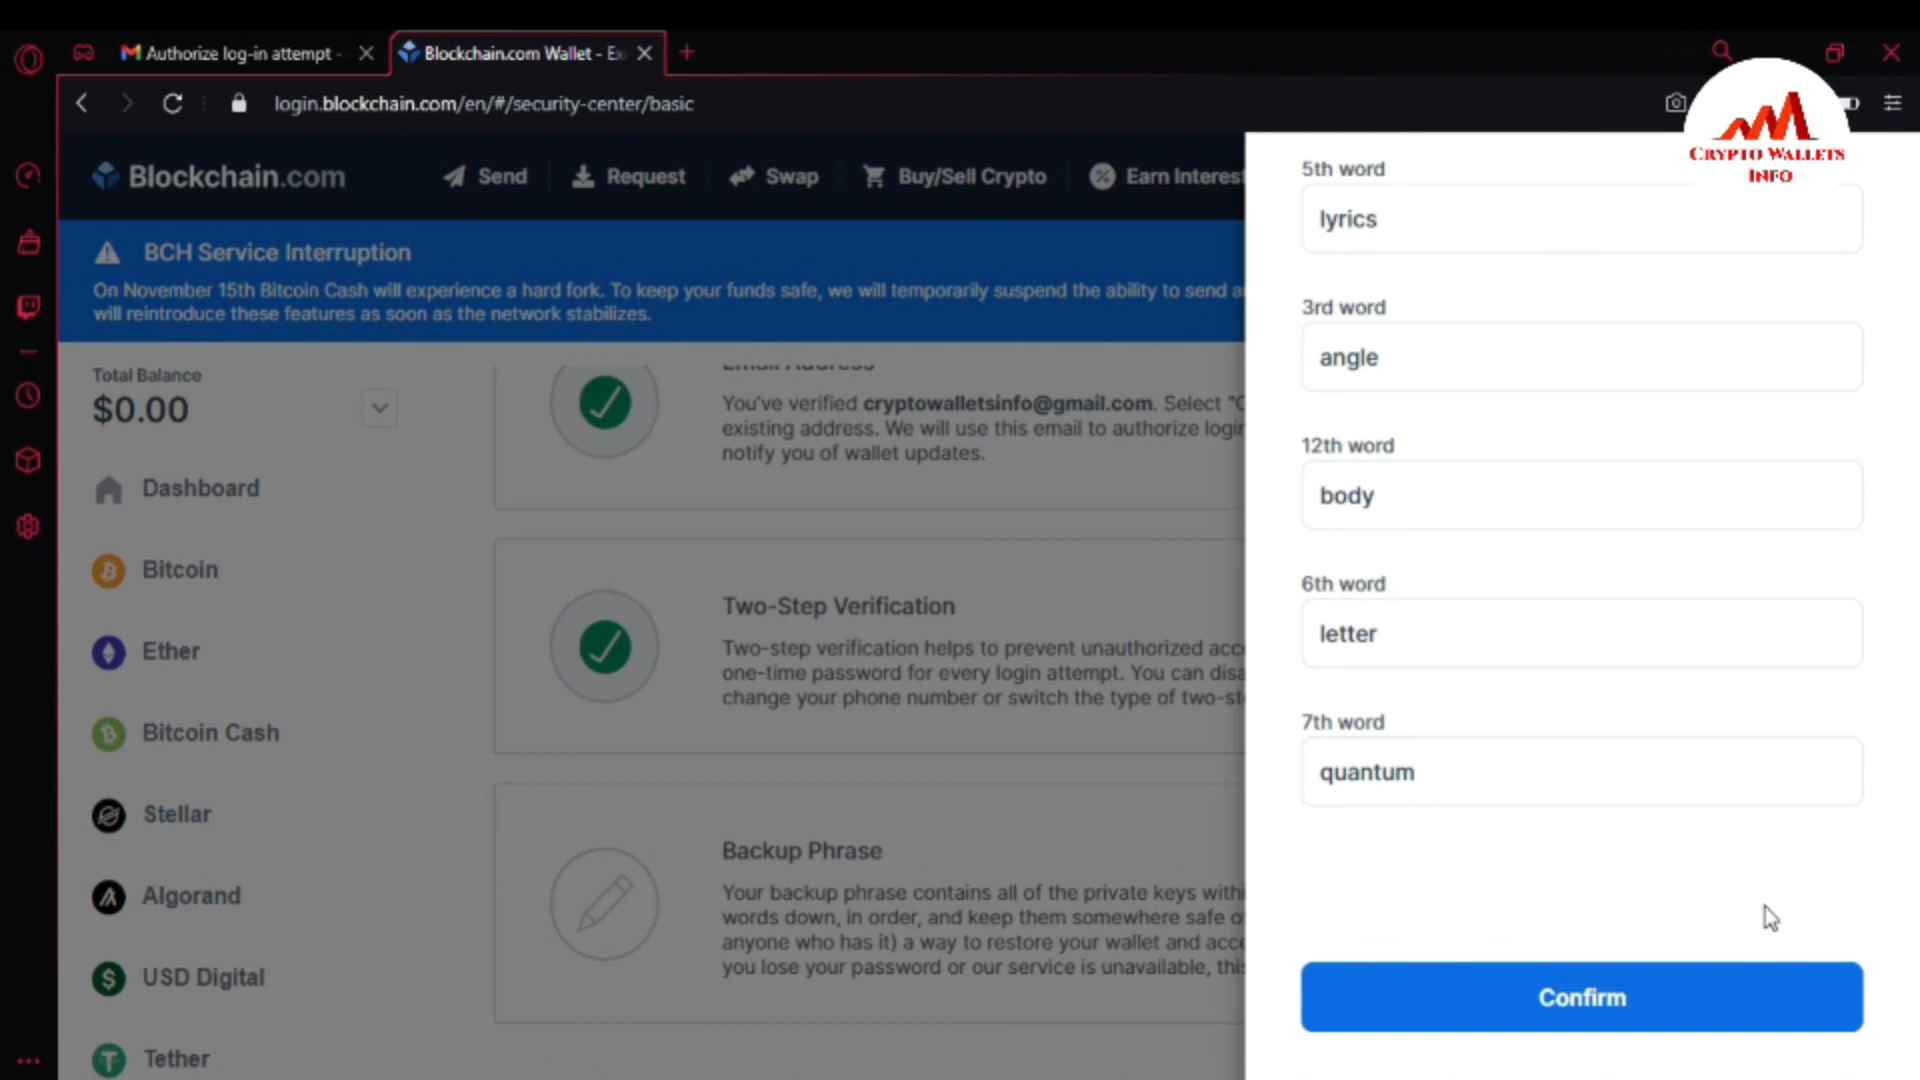 Authorize log-in attempt -
Blockchain.com Wallet - Ex
login.blockchain.com/en/#/security-center/basic
CRYPTO WALLETS
INFO
Blockchain.com
Send
Request
Swap
Buy/Sell Crypto
Earn Interest
BCH Service Interruption
On November 15th Bitcoin Cash will experience a hard fork. To keep your funds safe, we will temporarily suspend the ability to send
will reintroduce these features as soon as the network stabilizes.
Total Balance
$0.00
Dashboard
Bitcoin
Ether
Bitcoin Cash
Stellar
Algorand
USD Digital
Tether
Email Address
You've verified cryptowalletsinfo@gmail.com. Select "C
existing address. We will use this email to authorize login
notify you of wallet updates.
Two-Step Verification
Two-step verification helps to prevent unauthorized acc
one-time password for every login attempt. You can disa
change your phone number or switch the type of two-st
Backup Phrase
Your backup phrase contains all of the private keys with
words down, in order, and keep them somewhere safe o
anyone who has it) a way to restore your wallet and acce
you lose your password or our service is unavailable, this
5th word
lyrics
3rd word
angle
12th word
body
6th word
letter
7th word
quantum
Confirm